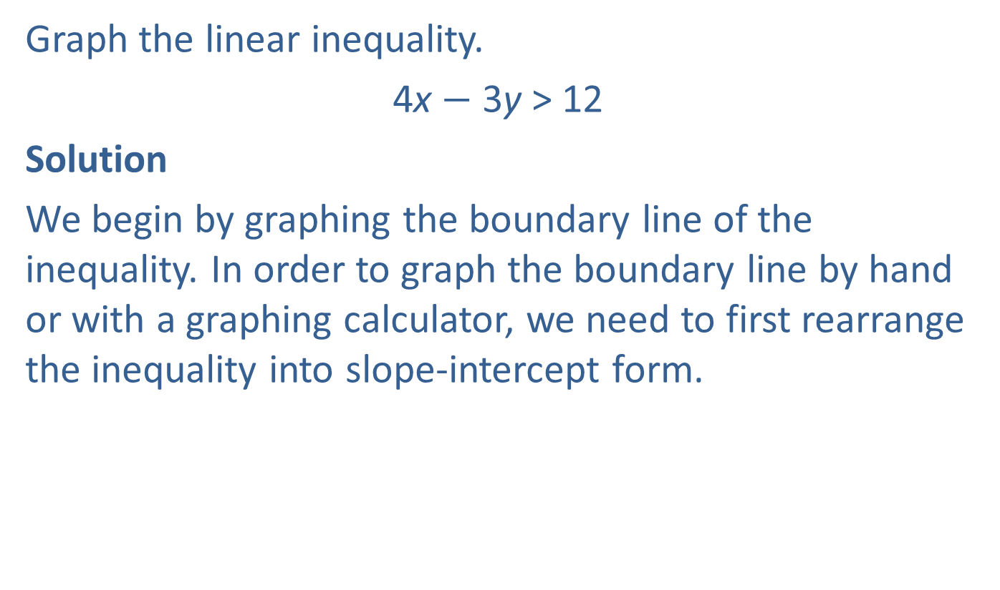 Graph the linear inequality.
4x − 3y > 12
Solution
We begin by graphing the boundary line of the
inequality. In order to graph the boundary line by hand
or with a graphing calculator, we need to first rearrange
the inequality into slope-intercept form.